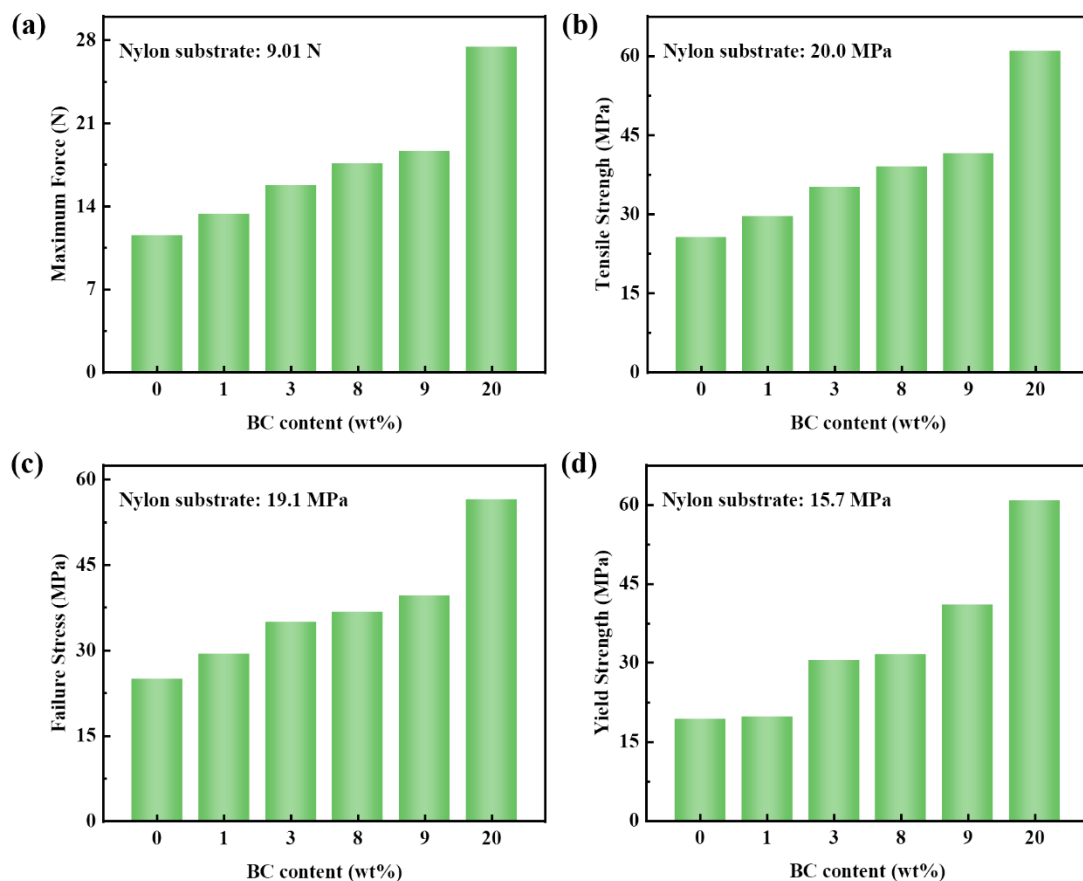 (a)
Nylon substrate: 9.01 N
Maximum Force (N)
28
21
14
7
0
0 1 3 8 9 20
BC content (wt%)
(b)
Nylon substrate: 20.0 MPa
Tensile Strengh (MPa)
60
45
30
15
0
0 1 3 8 9 20
BC content (wt%)
(c)
Nylon substrate: 19.1 MPa
Failure Stress (MPa)
60
45
30
15
0
0 1 3 8 9 20
BC content (wt%)
(d)
Nylon substrate: 15.7 MPa
Yield Strength (MPa)
60
45
30
15
0
0 1 3 8 9 20
BC content (wt%)